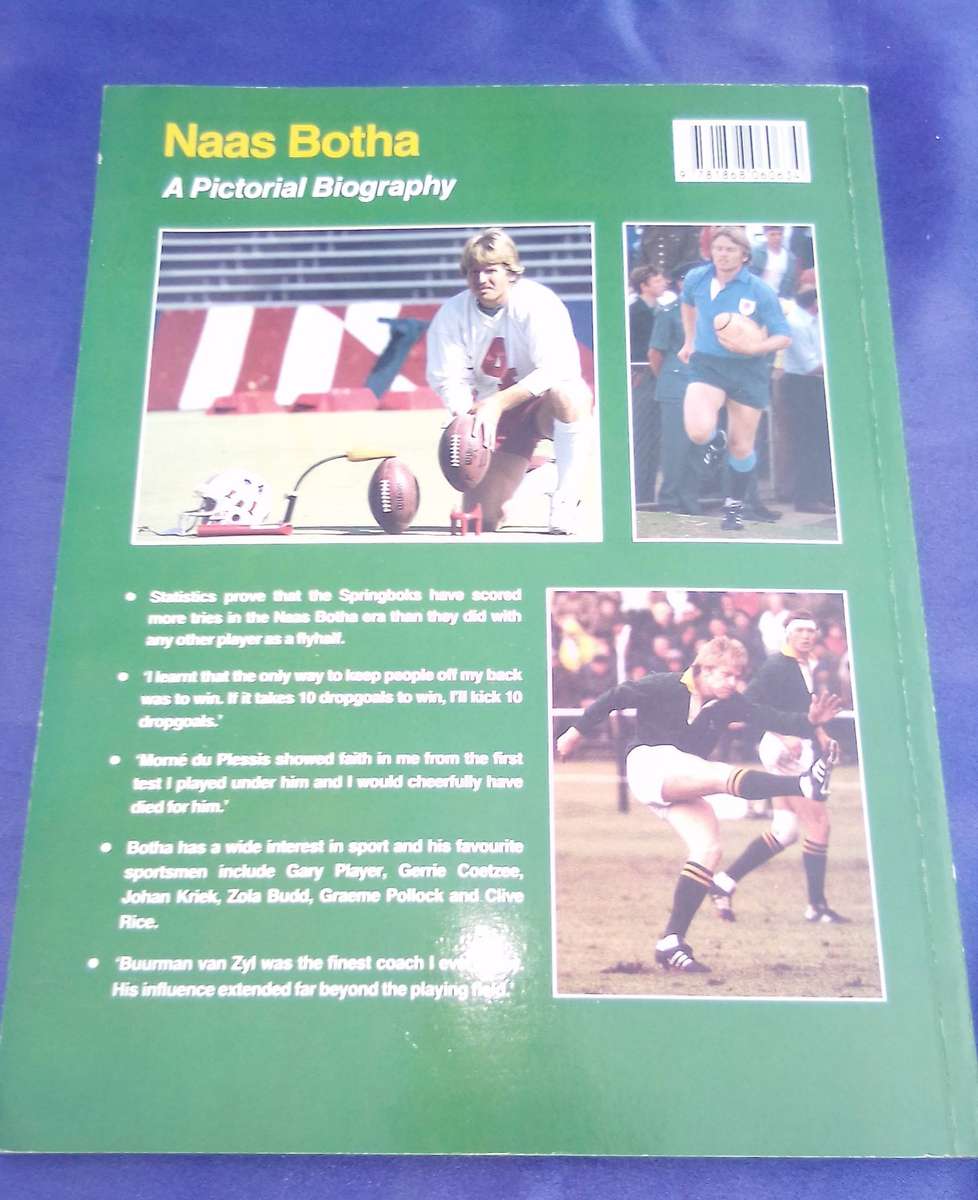 Naas Botha
A Pictorial Biography
9 781868 060634
4
• Statistics prove that the Springboks have scored
more tries in the Naas Botha era than they did with
any other player as a flyhalf.
• 'I learnt that the only way to keep people off my back
was to win. If it takes 10 dropgoals to win, I'll kick 10
dropgoals.'
• 'Morné du Plessis showed faith in me from the first
test I played under him and I would cheerfully have
died for him.'
• Botha has a wide interest in sport and his favourite
sportsmen include Gary Player, Gerrie Coetzee,
Johan Kriek, Zola Budd, Graeme Pollock and Clive
Rice.
• 'Buurman van Zyl was the finest coach I
His influence extended far beyond the playing field.'